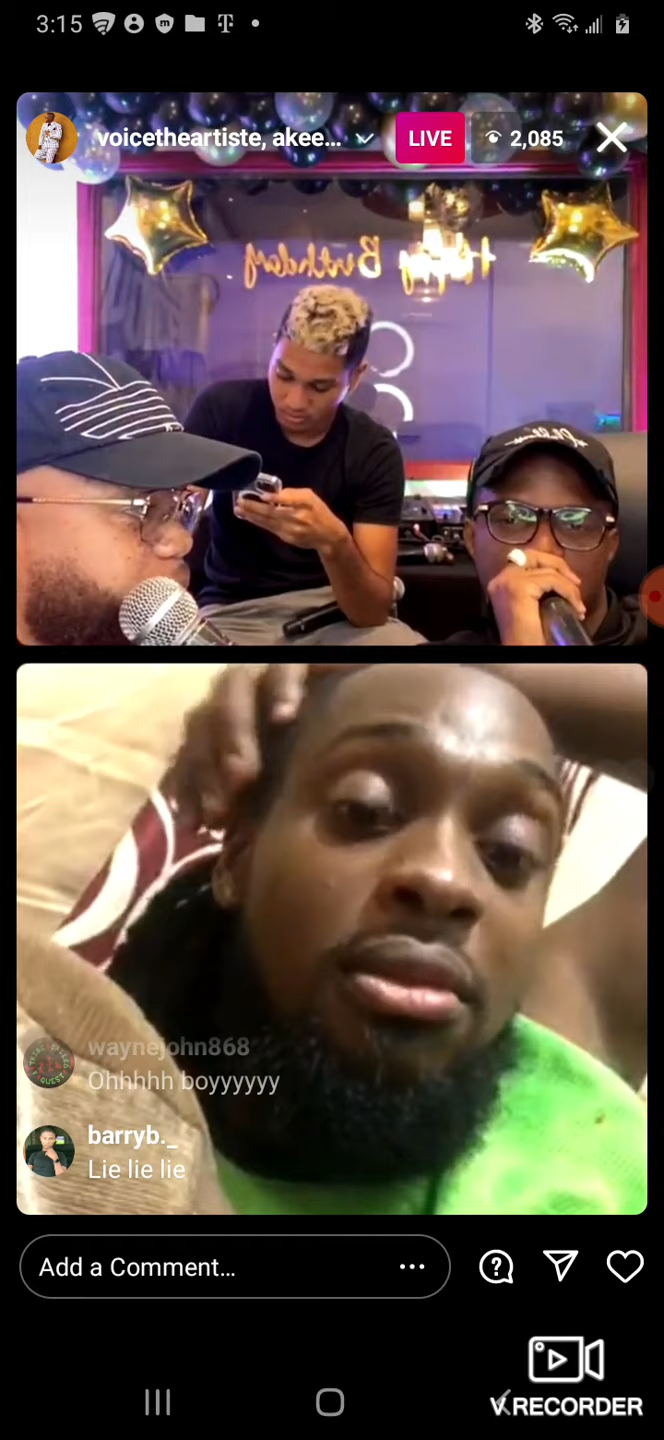 3:15
voicetheartiste, akee...
LIVE
2,085
Happy Birthday
waynejohn868
Ohhhhh boyyyyyy
barryb._
Lie lie lie
Add a Comment...
V.RECORDER